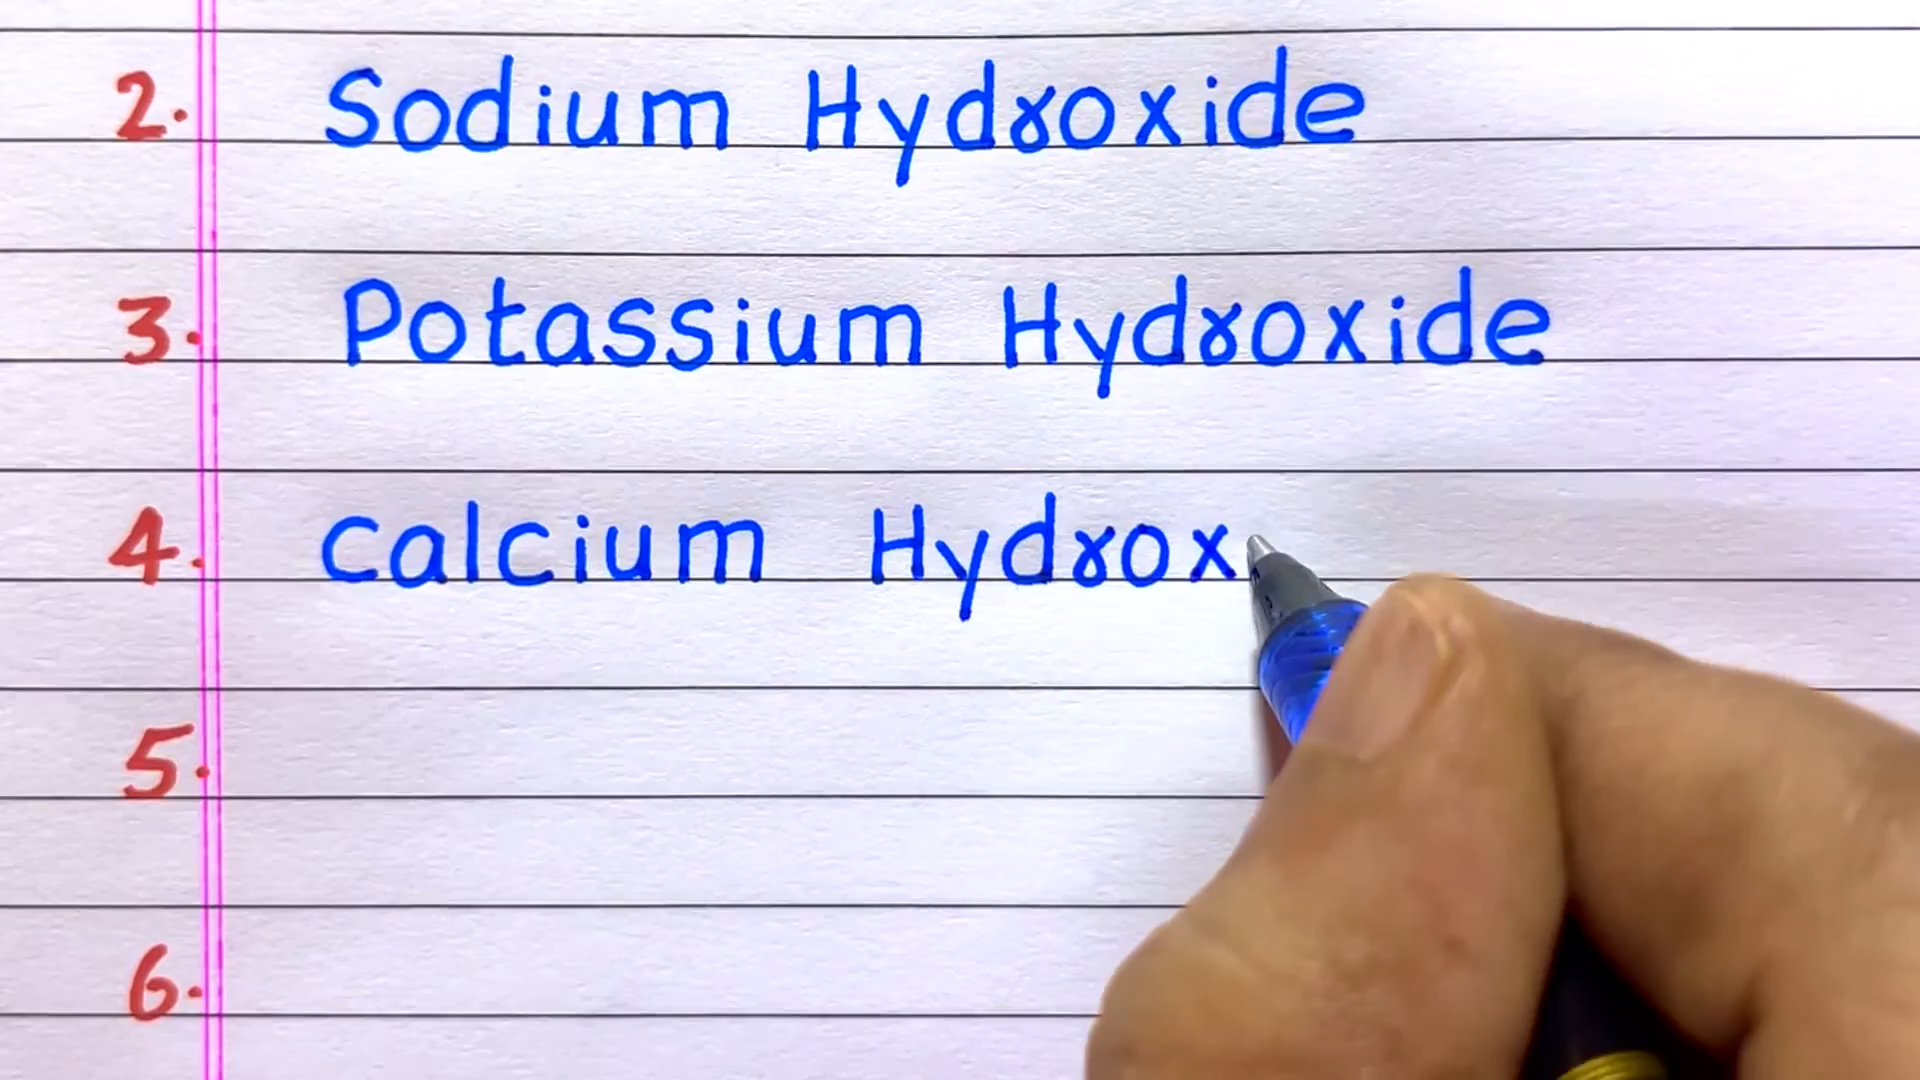 2. Sodium Hydroxide
3. Potassium Hydroxide
4. Calcium Hydrox
5.
6.